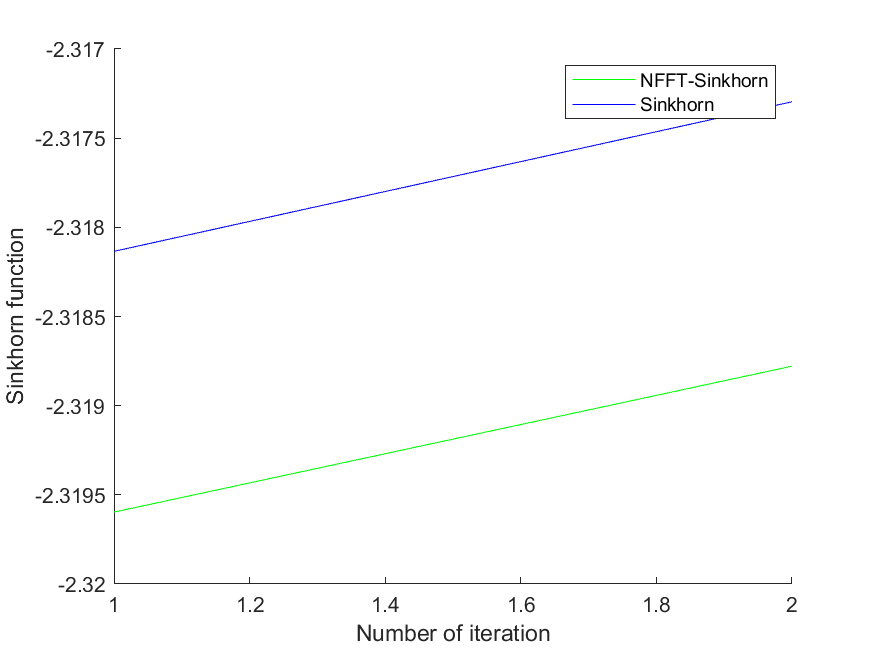 -2.317
-2.3175
-2.318
-2.3185
-2.319
-2.3195
-2.32
Sinkhorn function
NFFT-Sinkhorn
Sinkhorn
1 1.2 1.4 1.6 1.8 2
Number of iteration